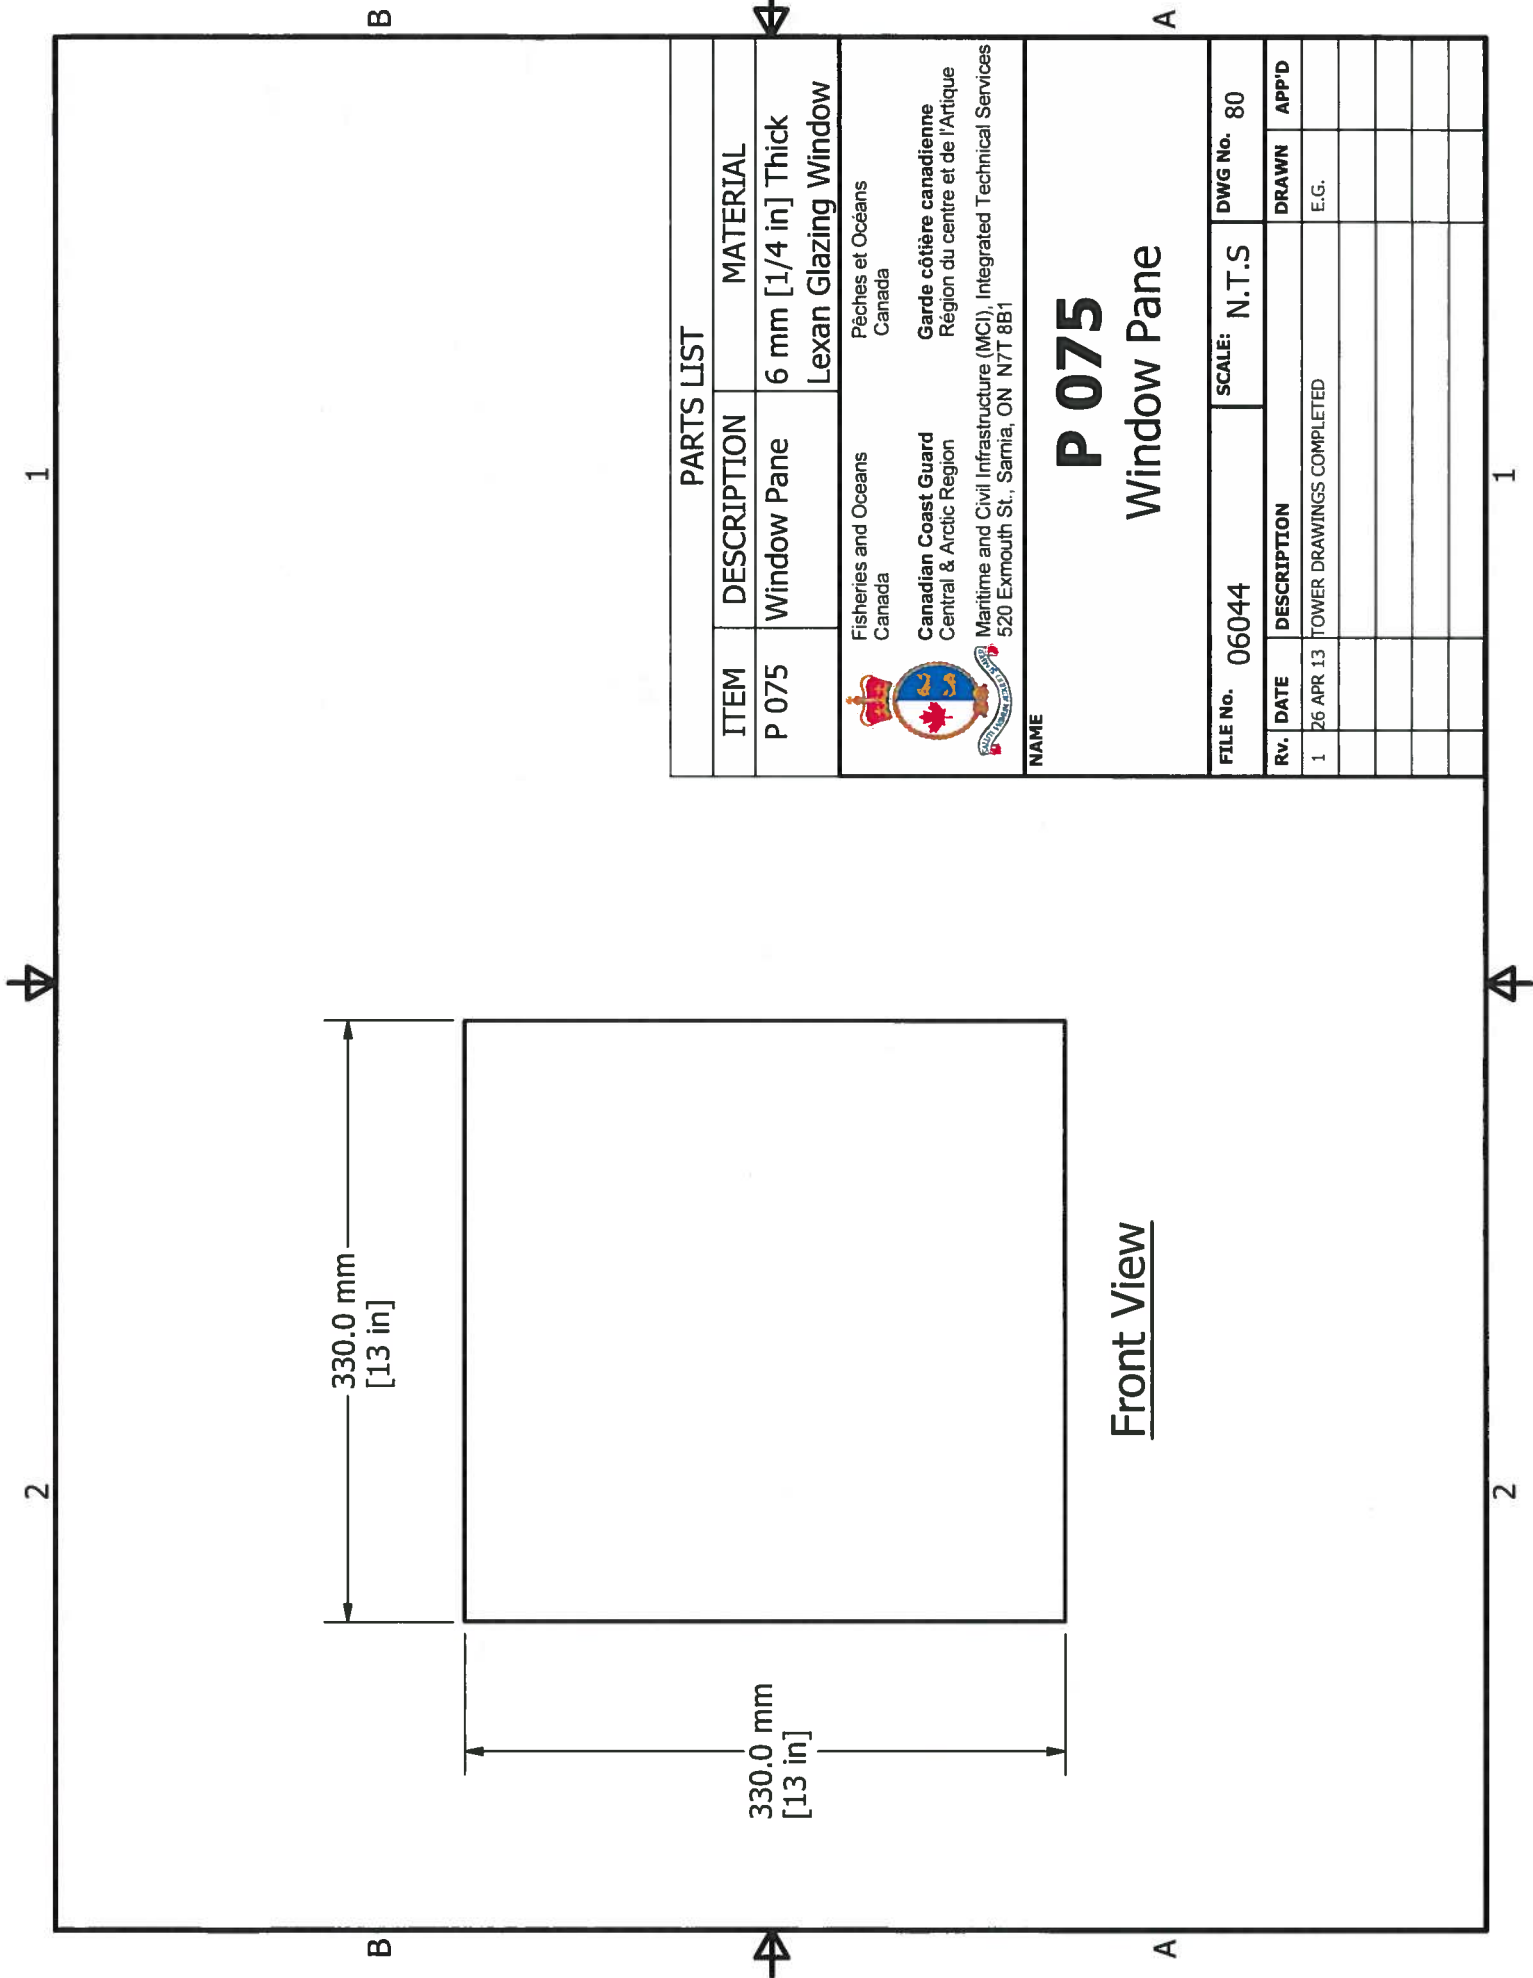 2
1
B
B
330.0 mm
[13 in]
330.0 mm
[13 in]
Front View
PARTS LIST
ITEM DESCRIPTION MATERIAL
P 075 Window Pane 6 mm [1/4 in] Thick
Lexan Glazing Window
Fisheries and Oceans Pêches et Océans
Canada Canada
Canadian Coast Guard Garde côtière canadienne
Central & Arctic Region Région du centre et de l'Artique
Maritime and Civil Infrastructure (MCI), Integrated Technical Services
520 Exmouth St., Sarnia, ON N7T 8B1
NAME
P 075
Window Pane
FILE No. 06044 SCALE: N.T.S DWG No. 80
Rv. DATE DESCRIPTION DRAWN APP'D
1 26 APR 13 TOWER DRAWINGS COMPLETED E.G.
A
A
2
1